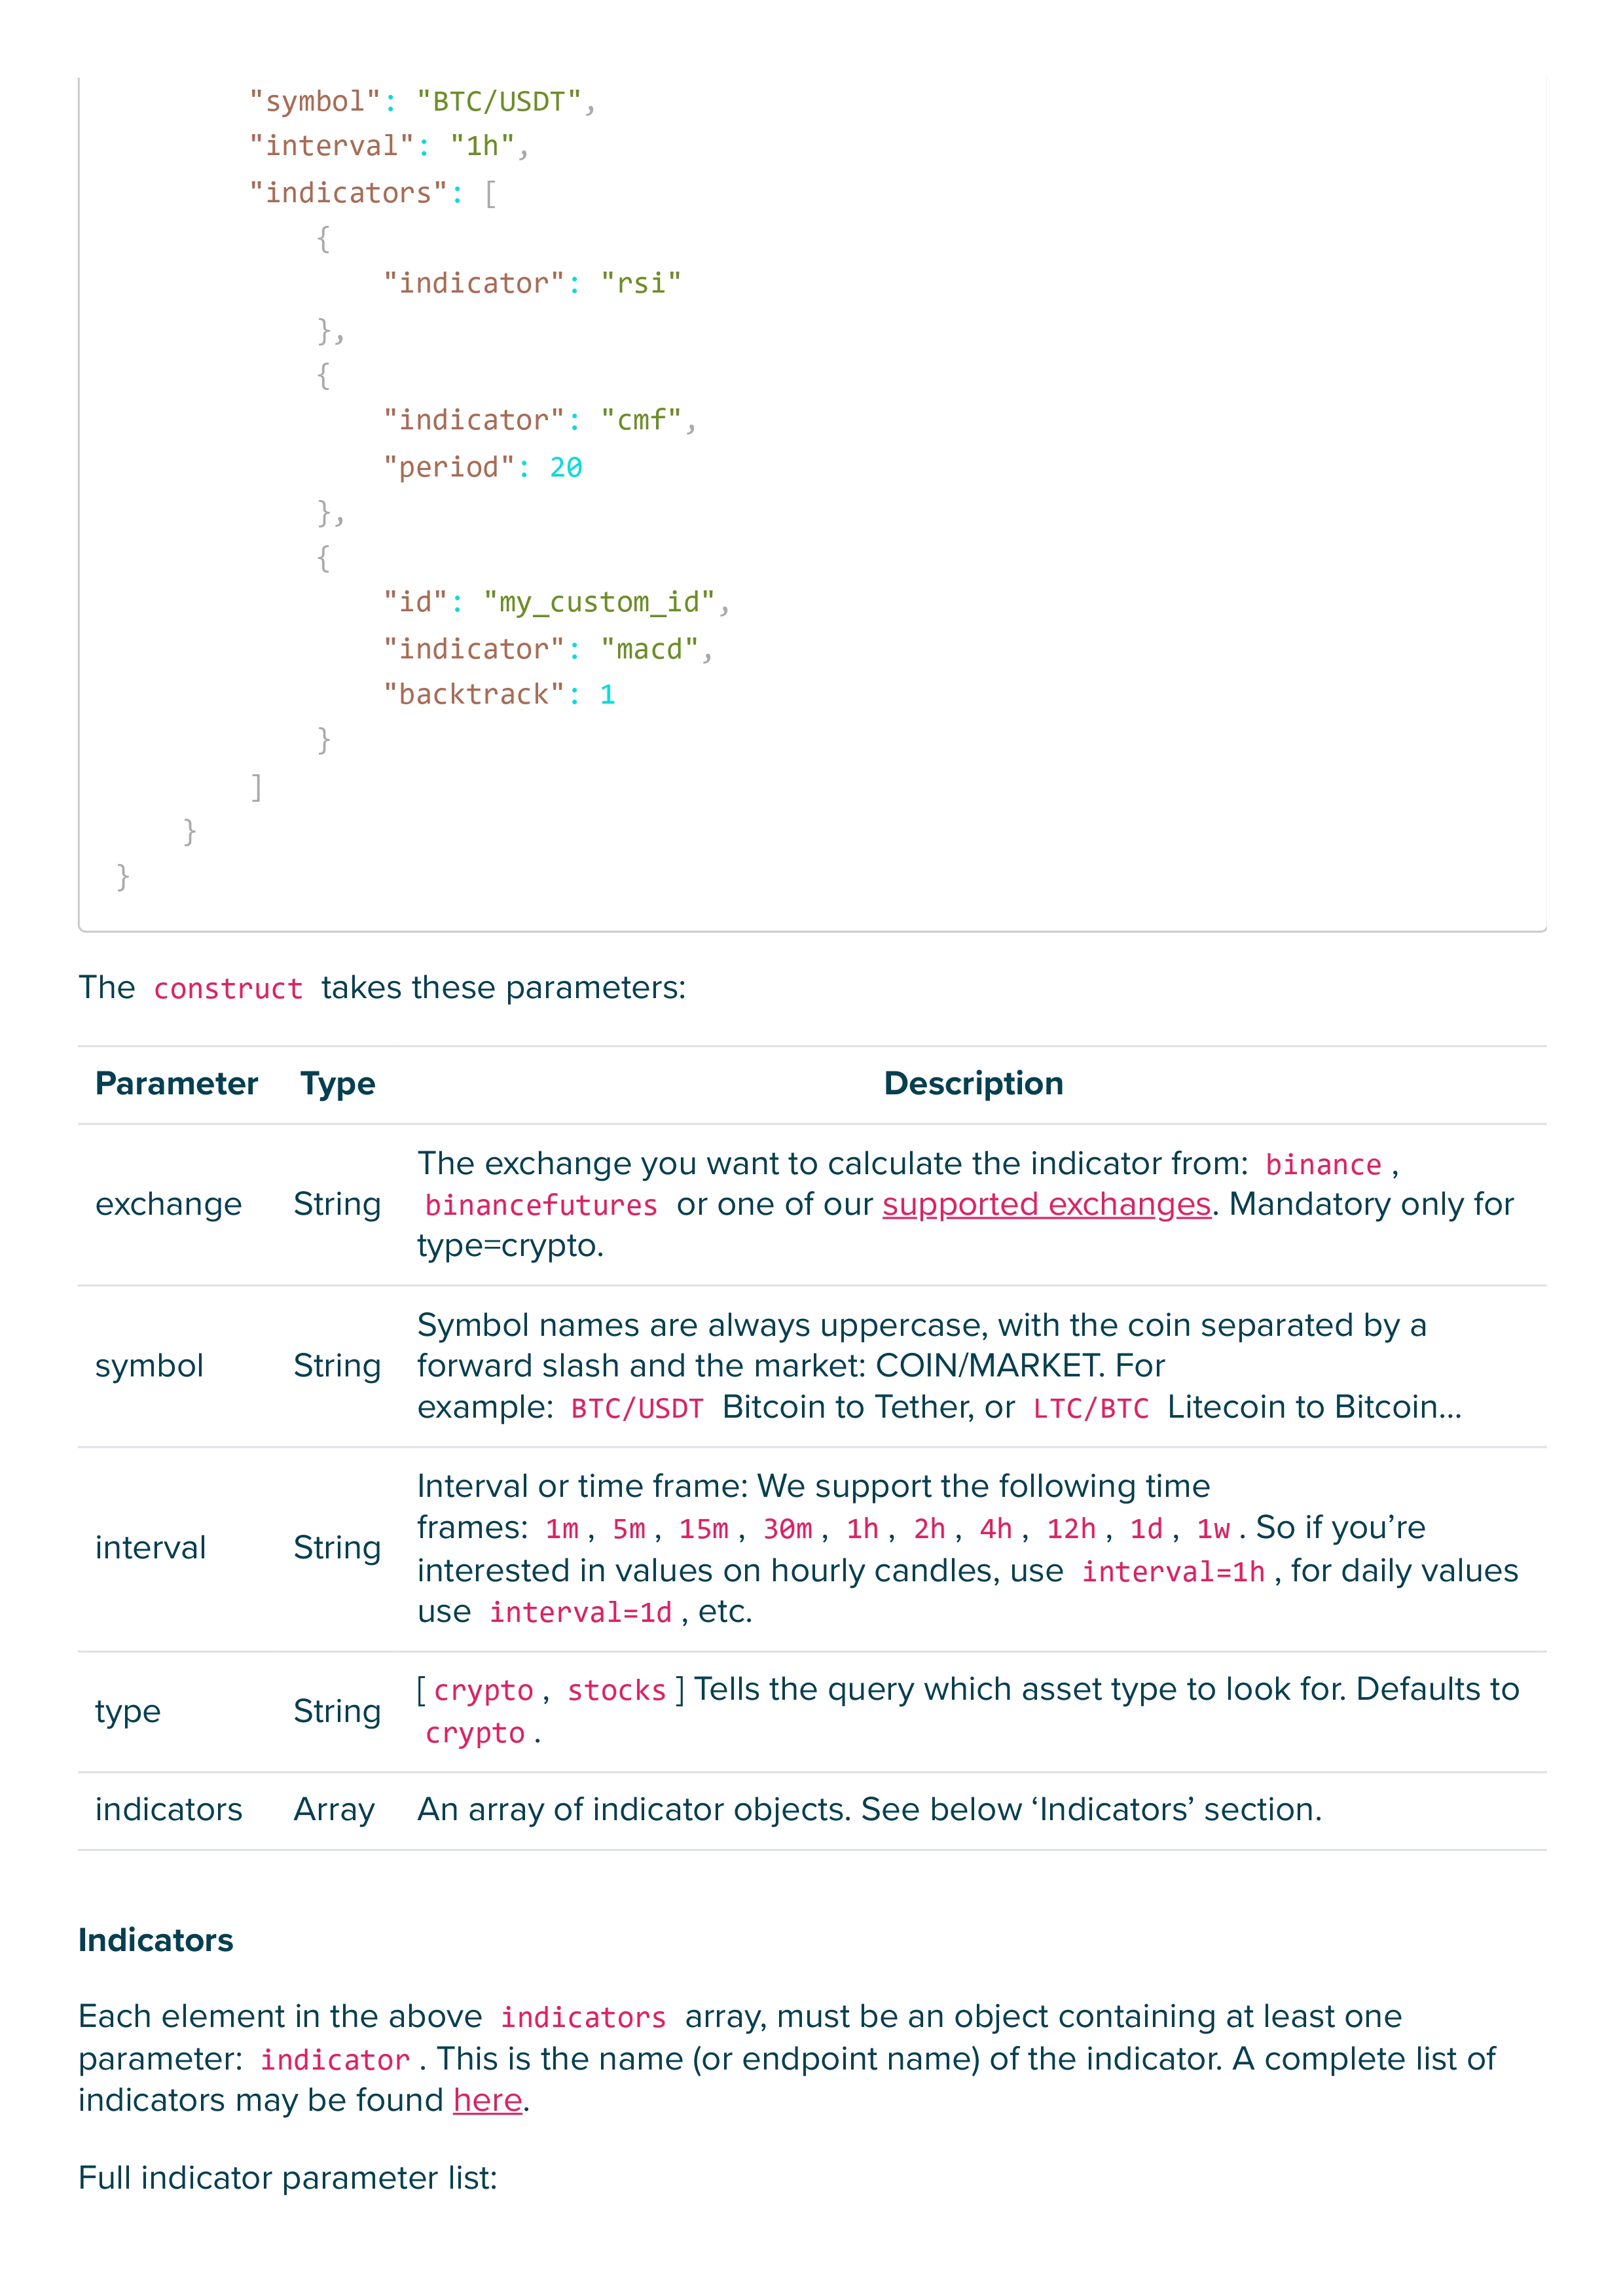 "symbol": "BTC/USDT",
"interval": "1h",
"indicators": [
{
"indicator": "rsi"
},
{
"indicator": "cmf",
"period": 20
},
{
"id": "my_custom_id",
"indicator": "macd",
"backtrack": 1
}
]
}
}
The construct takes these parameters:
Parameter Type Description
exchange String The exchange you want to calculate the indicator from: binance ,
binancefutures or one of our supported exchanges. Mandatory only for
type=crypto.
symbol String Symbol names are always uppercase, with the coin separated by a
forward slash and the market: COIN/MARKET. For
example: BTC/USDT Bitcoin to Tether, or LTC/BTC Litecoin to Bitcoin...
interval String Interval or time frame: We support the following time
frames: 1m , 5m , 15m , 30m , 1h , 2h , 4h , 12h , 1d , 1w . So if you’re
interested in values on hourly candles, use interval=1h , for daily values
use interval=1d , etc.
type String [ crypto , stocks ] Tells the query which asset type to look for. Defaults to
crypto .
indicators Array An array of indicator objects. See below ‘Indicators’ section.
Indicators
Each element in the above indicators array, must be an object containing at least one
parameter: indicator . This is the name (or endpoint name) of the indicator. A complete list of
indicators may be found here.
Full indicator parameter list: